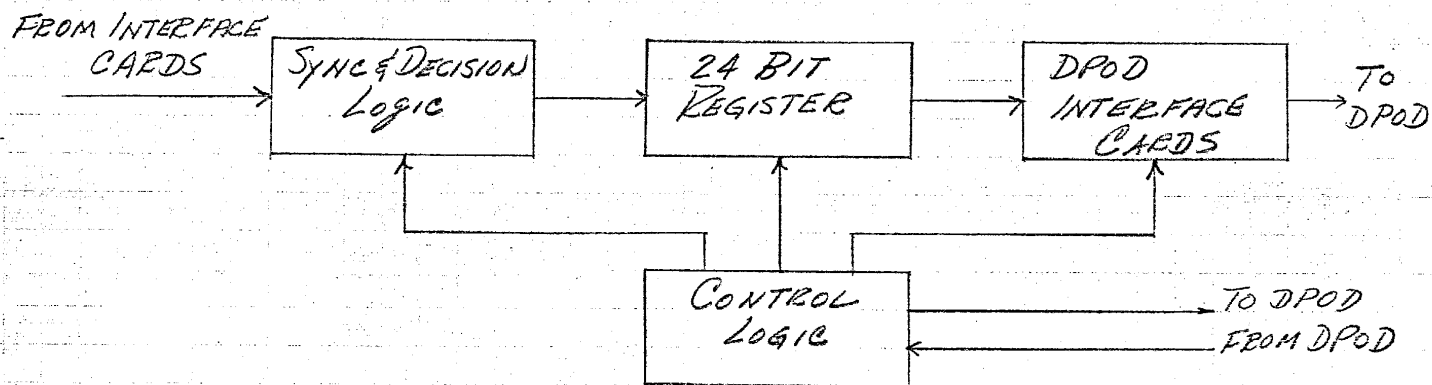 FROM INTERFACE
CARDS
SYNC & DECISION
Logic
24 BIT
REGISTER
DPOD
INTERFACE
CARDS
TO
DPOD
CONTROL
LOGIC
TO DPOD
FROM DPOD